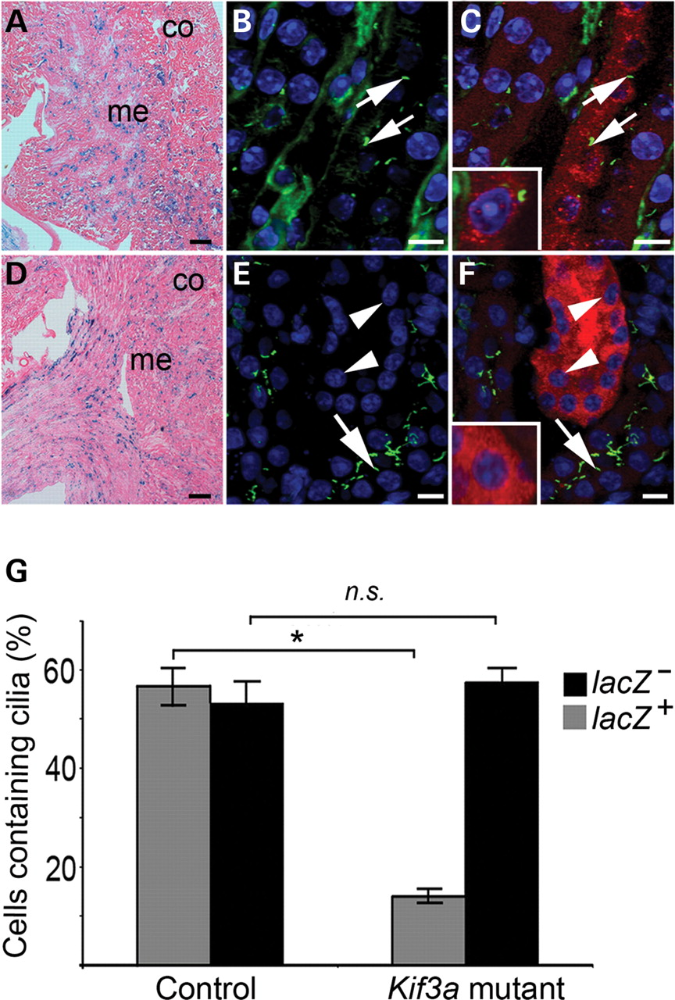 A
co
me
B
C
D
co
me
E
F
G
n.s.
*
Cells containing cilia (%)
60
40
20
lacZ −
lacZ +
Control
Kif3a mutant